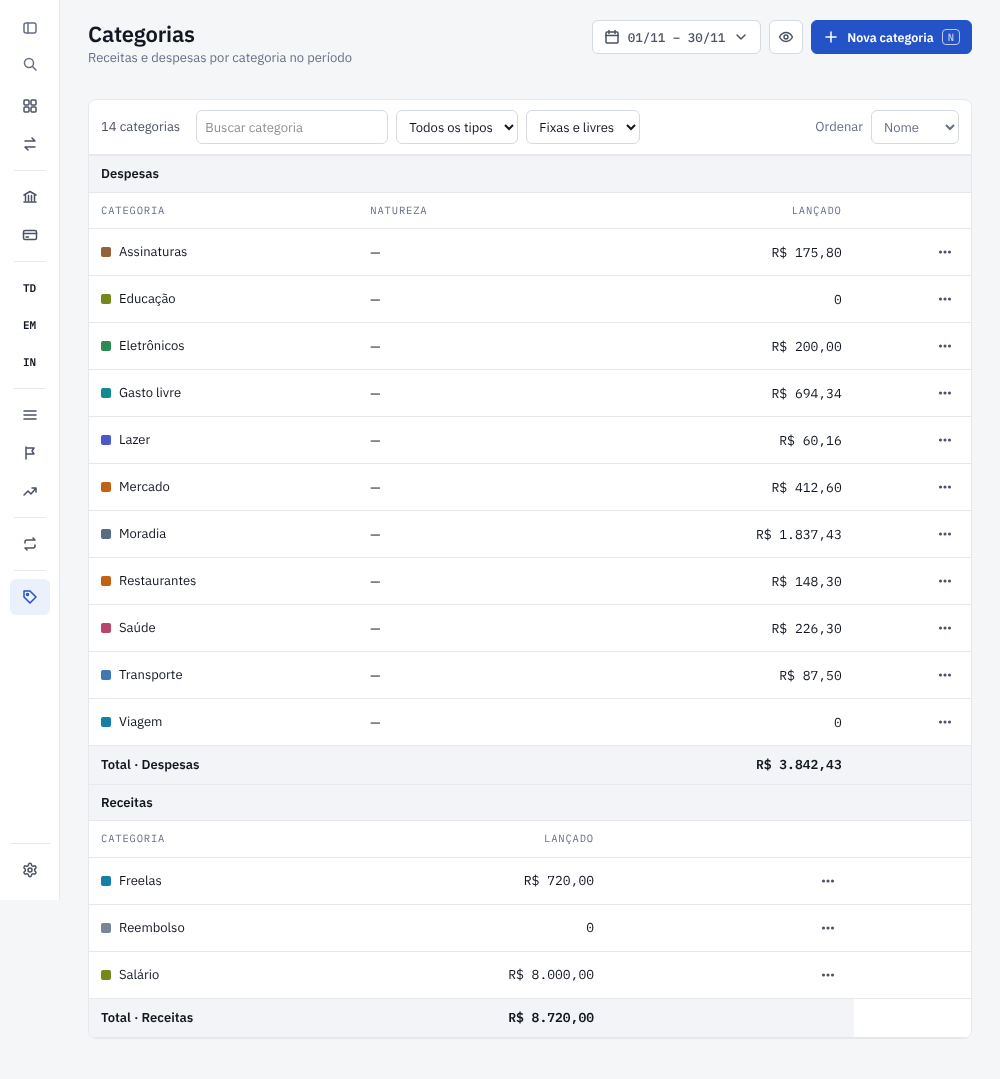 Categorias
Receitas e despesas por categoria no período
01/11 – 30/11
Nova categoria N
14 categorias Buscar categoria Todos os tipos Fixas e livres Ordenar Nome
Despesas
CATEGORIA NATUREZA LANÇADO
Assinaturas — R$ 175,80
Educação — 0
Eletrônicos — R$ 200,00
Gasto livre — R$ 694,34
Lazer — R$ 60,16
Mercado — R$ 412,60
Moradia — R$ 1.837,43
Restaurantes — R$ 148,30
Saúde — R$ 226,30
Transporte — R$ 87,50
Viagem — 0
Total · Despesas R$ 3.842,43
Receitas
CATEGORIA LANÇADO
Freelas R$ 720,00
Reembolso 0
Salário R$ 8.000,00
Total · Receitas R$ 8.720,00
TD
EM
IN